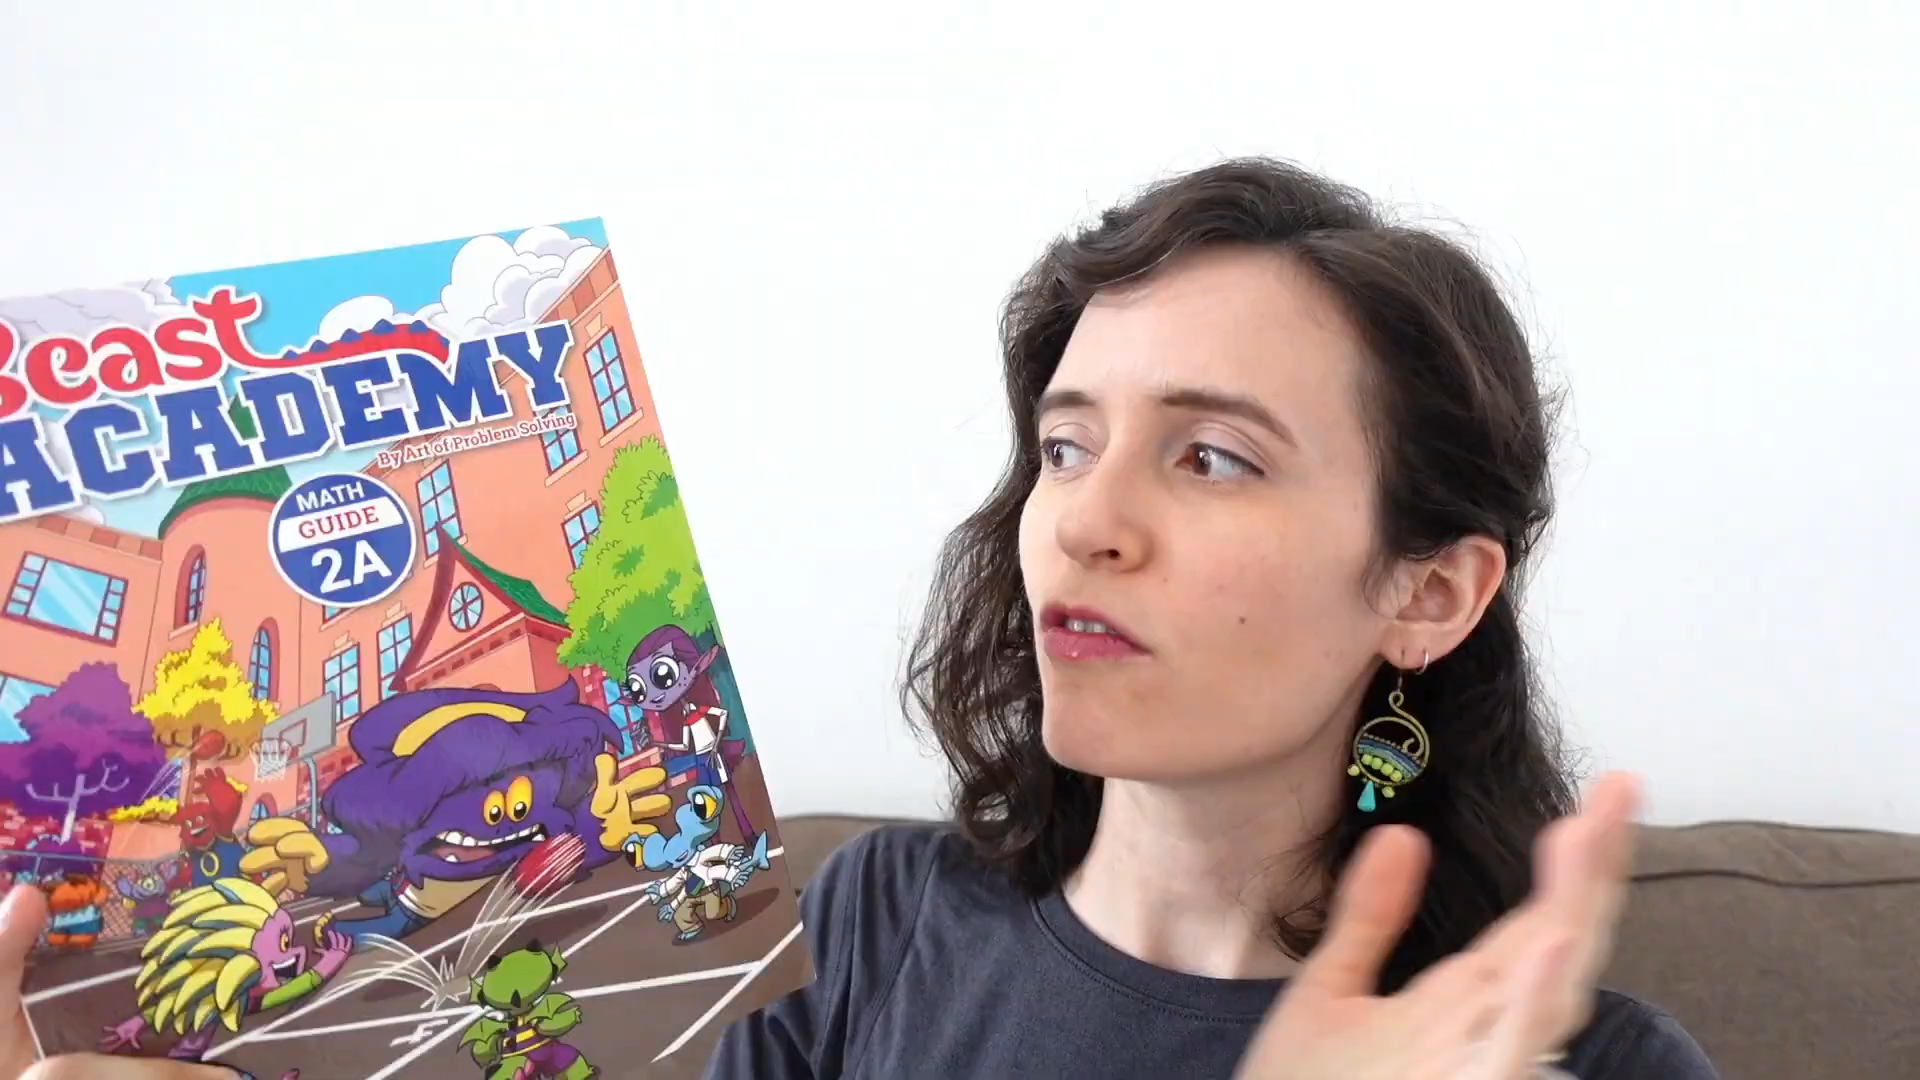 Beast
ACADEMY
By Art of Problem Solving
MATH
GUIDE
2A